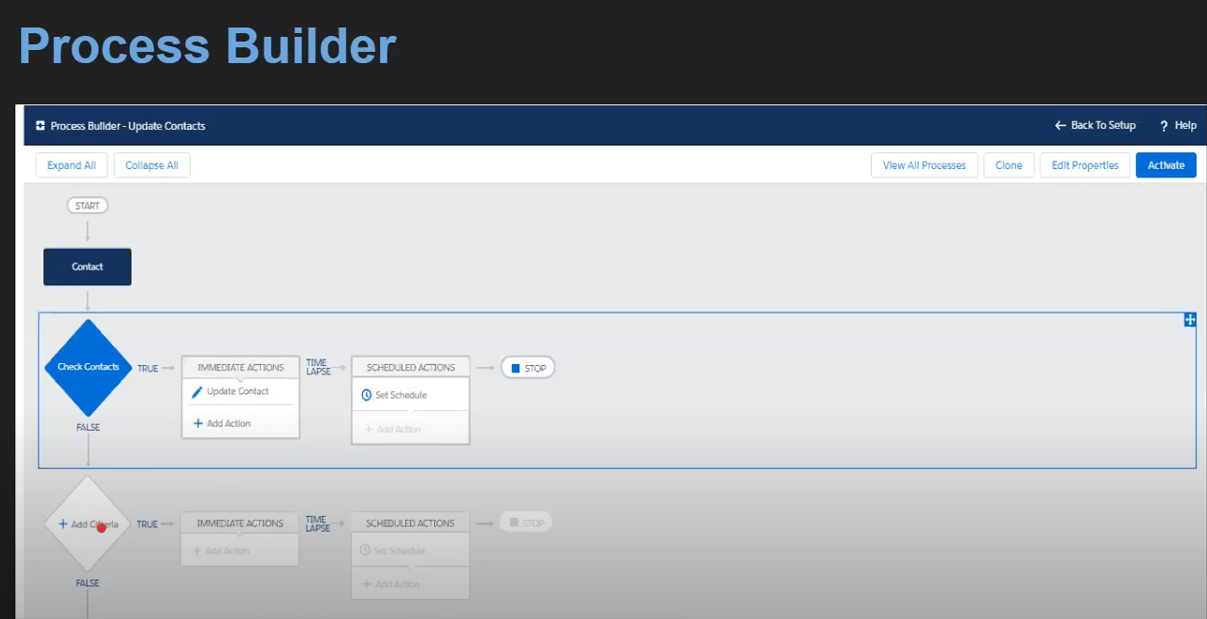 Process Builder
Process Builder - Update Contacts
Back To Setup
? Help
Expand All
Collapse All
View All Processes
Clone
Edit Properties
Activate
START
Contact
Check Contacts
TRUE
IMMEDIATE ACTIONS
TIME
LAPSE
SCHEDULED ACTIONS
STOP
Update Contact
Set Schedule
+ Add Action
+ Add Action
FALSE
+ Add Criteria
TRUE
IMMEDIATE ACTIONS
TIME
LAPSE
SCHEDULED ACTIONS
STOP
+ Add Action
Set Schedule
+ Add Action
FALSE